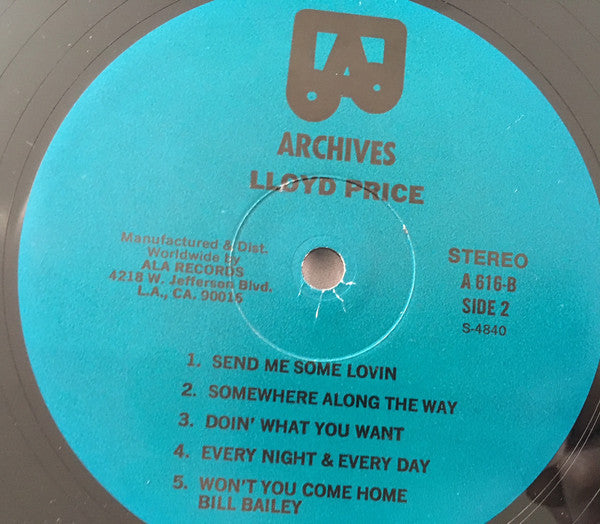 ALA
ARCHIVES
LLOYD PRICE
Manufactured & Dist.
Worldwide by
ALA RECORDS
4218 W. Jefferson Blvd.
L.A., CA. 90016
STEREO
A 616-B
SIDE 2
S-4840
1. SEND ME SOME LOVIN
2. SOMEWHERE ALONG THE WAY
3. DOIN' WHAT YOU WANT
4. EVERY NIGHT & EVERY DAY
5. WON'T YOU COME HOME
BILL BAILEY